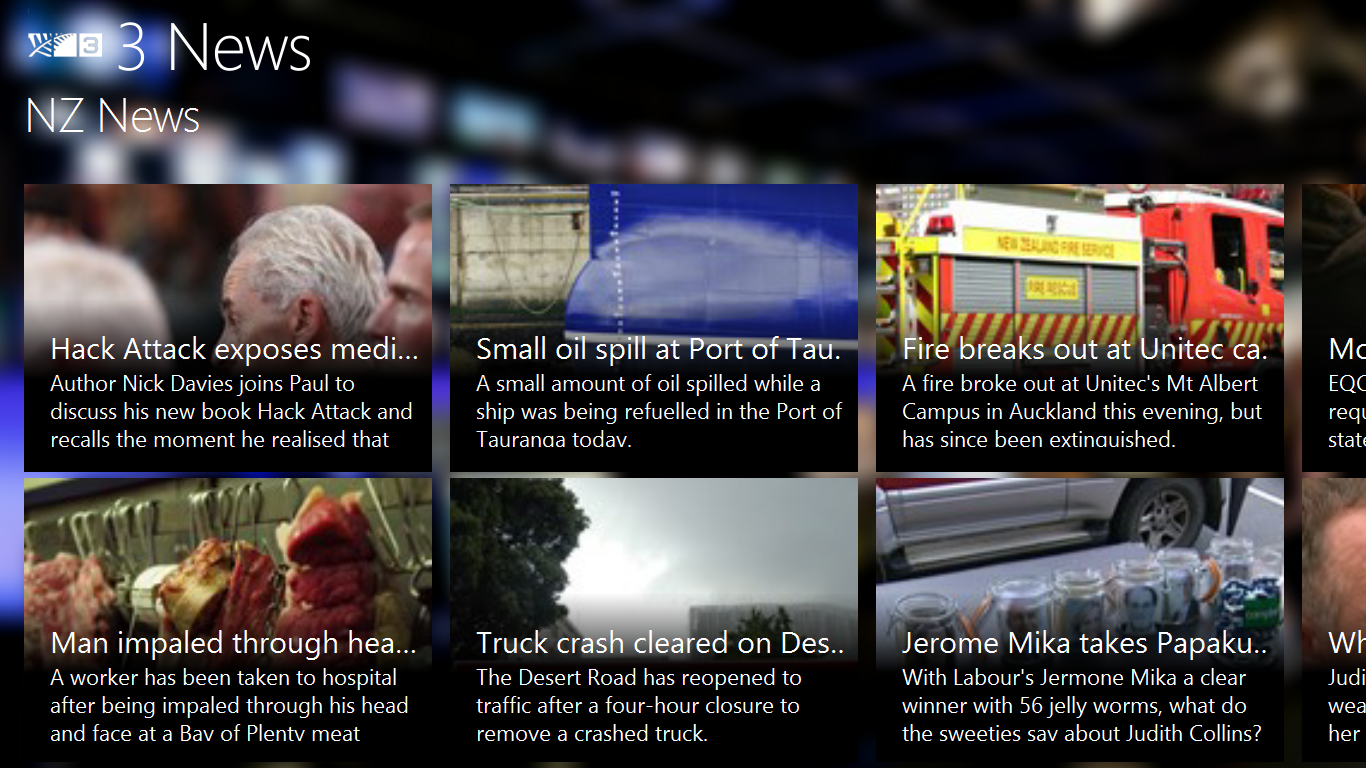 3 3 News
NZ News
Hack Attack exposes medi...
Author Nick Davies joins Paul to
discuss his new book Hack Attack and
recalls the moment he realised that
Small oil spill at Port of Tau.
A small amount of oil spilled while a
ship was being refuelled in the Port of
Tauranga today.
NEW ZEALAND FIRE SERVICE
FIRE RESCUE
Fire breaks out at Unitec ca.
A fire broke out at Unitec's Mt Albert
Campus in Auckland this evening, but
has since been extinguished.
Mo
EQC
requ
state
Man impaled through hea...
A worker has been taken to hospital
after being impaled through his head
and face at a Bay of Plenty meat
Truck crash cleared on Des..
The Desert Road has reopened to
traffic after a four-hour closure to
remove a crashed truck.
Jerome Mika takes Papaku..
With Labour's Jermone Mika a clear
winner with 56 jelly worms, what do
the sweeties say about Judith Collins?
Wh
Judi
wea
her